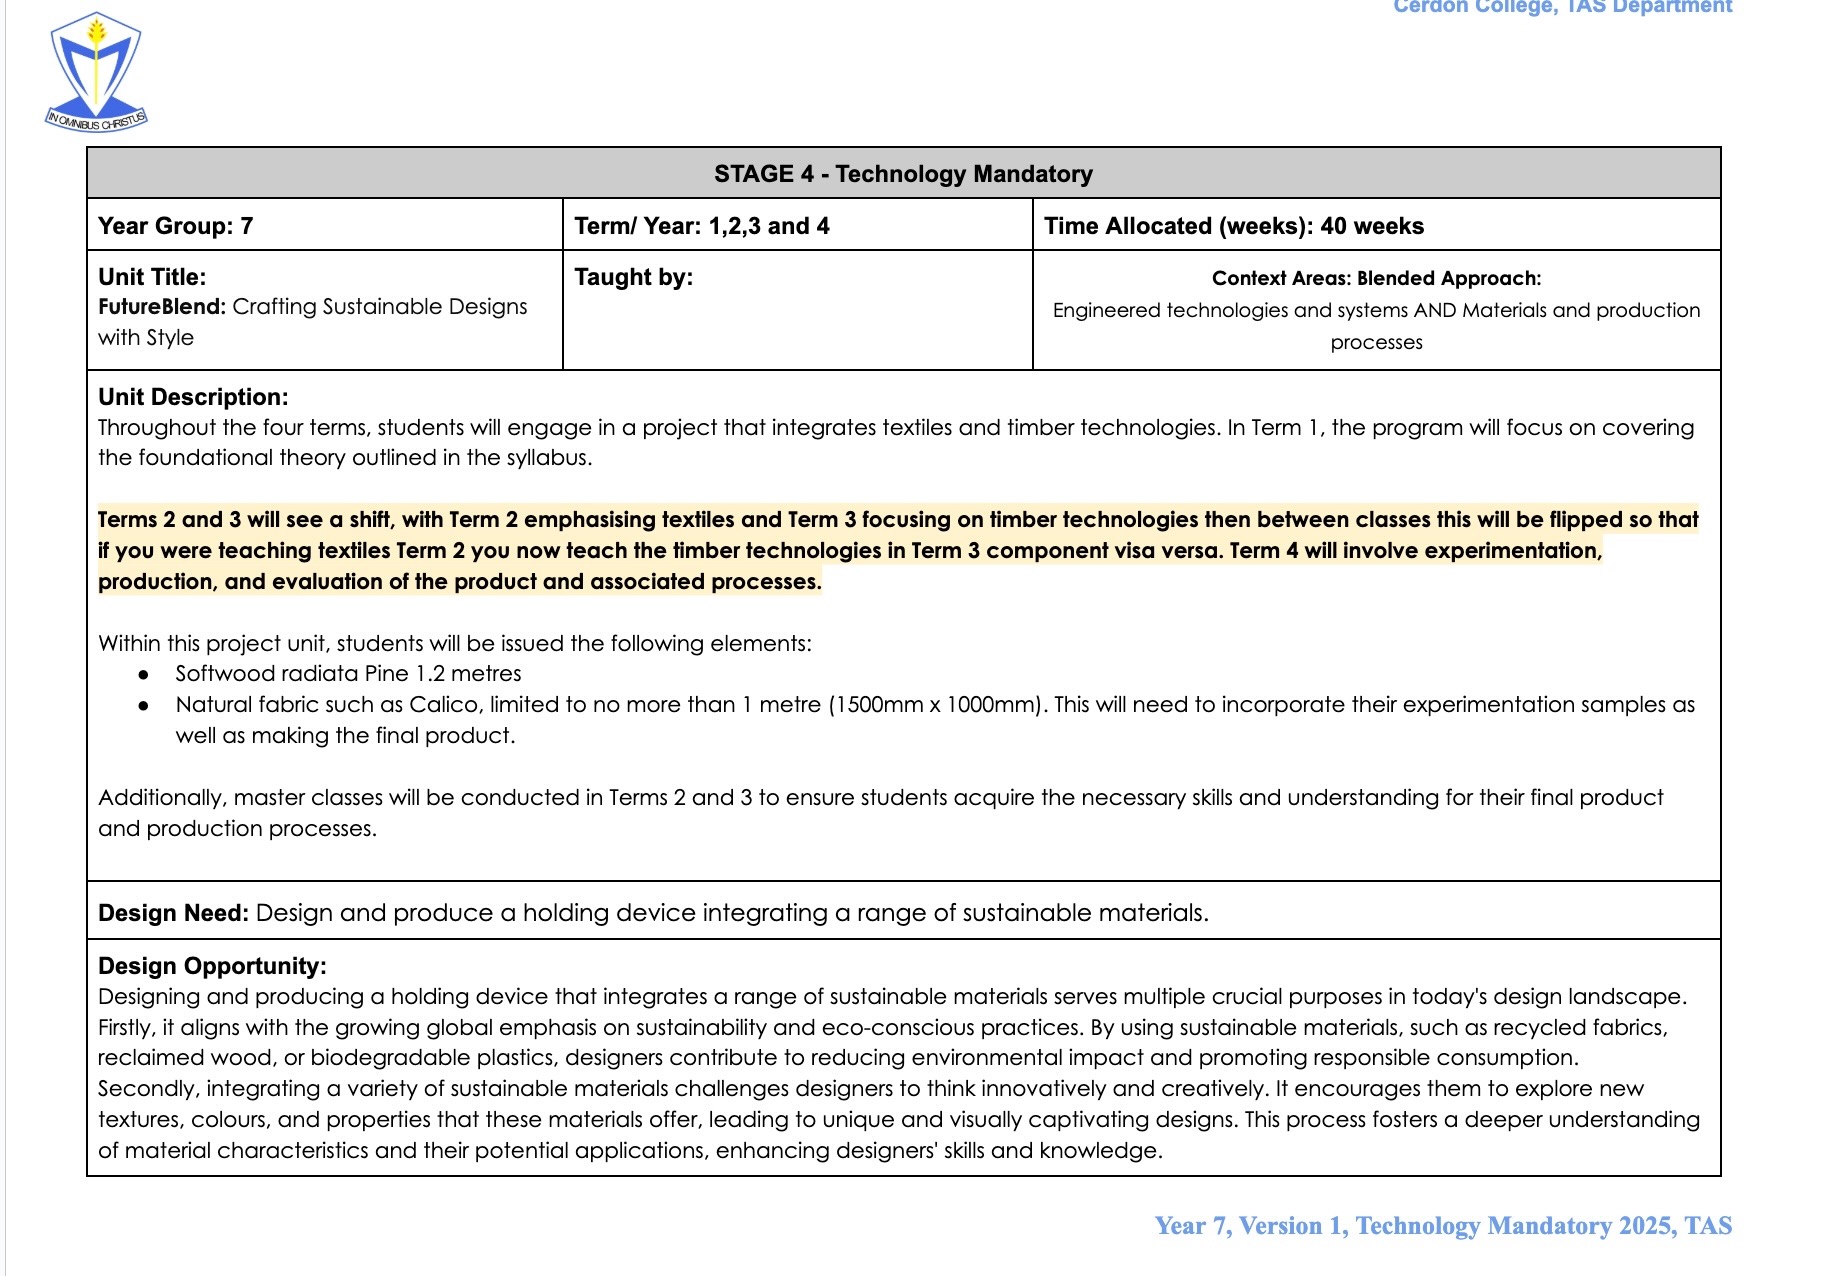 Cerdon College, TAS Department
IN OMNIBUS CHRISTUS
STAGE 4 - Technology Mandatory
Year Group: 7
Term/ Year: 1,2,3 and 4
Time Allocated (weeks): 40 weeks
Unit Title:
FutureBlend: Crafting Sustainable Designs
with Style
Taught by:
Context Areas: Blended Approach:
Engineered technologies and systems AND Materials and production
processes
Unit Description:
Throughout the four terms, students will engage in a project that integrates textiles and timber technologies. In Term 1, the program will focus on covering
the foundational theory outlined in the syllabus.
Terms 2 and 3 will see a shift, with Term 2 emphasising textiles and Term 3 focusing on timber technologies then between classes this will be flipped so that
if you were teaching textiles Term 2 you now teach the timber technologies in Term 3 component visa versa. Term 4 will involve experimentation,
production, and evaluation of the product and associated processes.
Within this project unit, students will be issued the following elements:
● Softwood radiata Pine 1.2 metres
● Natural fabric such as Calico, limited to no more than 1 metre (1500mm x 1000mm). This will need to incorporate their experimentation samples as
well as making the final product.
Additionally, master classes will be conducted in Terms 2 and 3 to ensure students acquire the necessary skills and understanding for their final product
and production processes.
Design Need: Design and produce a holding device integrating a range of sustainable materials.
Design Opportunity:
Designing and producing a holding device that integrates a range of sustainable materials serves multiple crucial purposes in today's design landscape.
Firstly, it aligns with the growing global emphasis on sustainability and eco-conscious practices. By using sustainable materials, such as recycled fabrics,
reclaimed wood, or biodegradable plastics, designers contribute to reducing environmental impact and promoting responsible consumption.
Secondly, integrating a variety of sustainable materials challenges designers to think innovatively and creatively. It encourages them to explore new
textures, colours, and properties that these materials offer, leading to unique and visually captivating designs. This process fosters a deeper understanding
of material characteristics and their potential applications, enhancing designers' skills and knowledge.
Year 7, Version 1, Technology Mandatory 2025, TAS